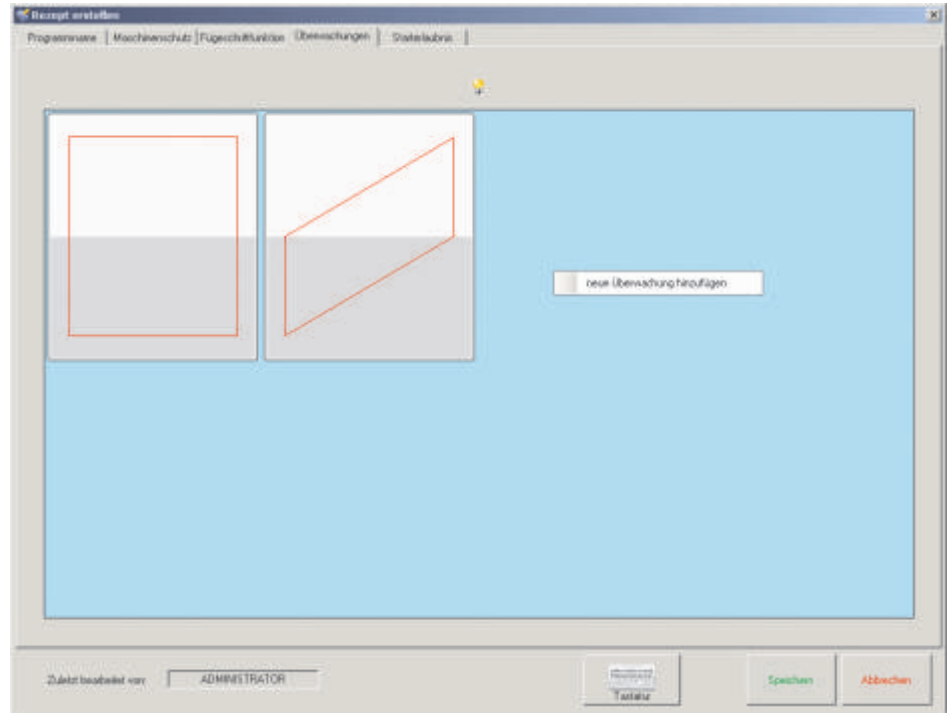 Rezept erstellen
Programmname Maschinenschutz Fügeschrittfunktion Überwachungen Starterlaubnis
neue Überwachung hinzufügen
Zuletzt bearbeitet von: ADMINISTRATOR
Tastatur
Speichern
Abbrechen